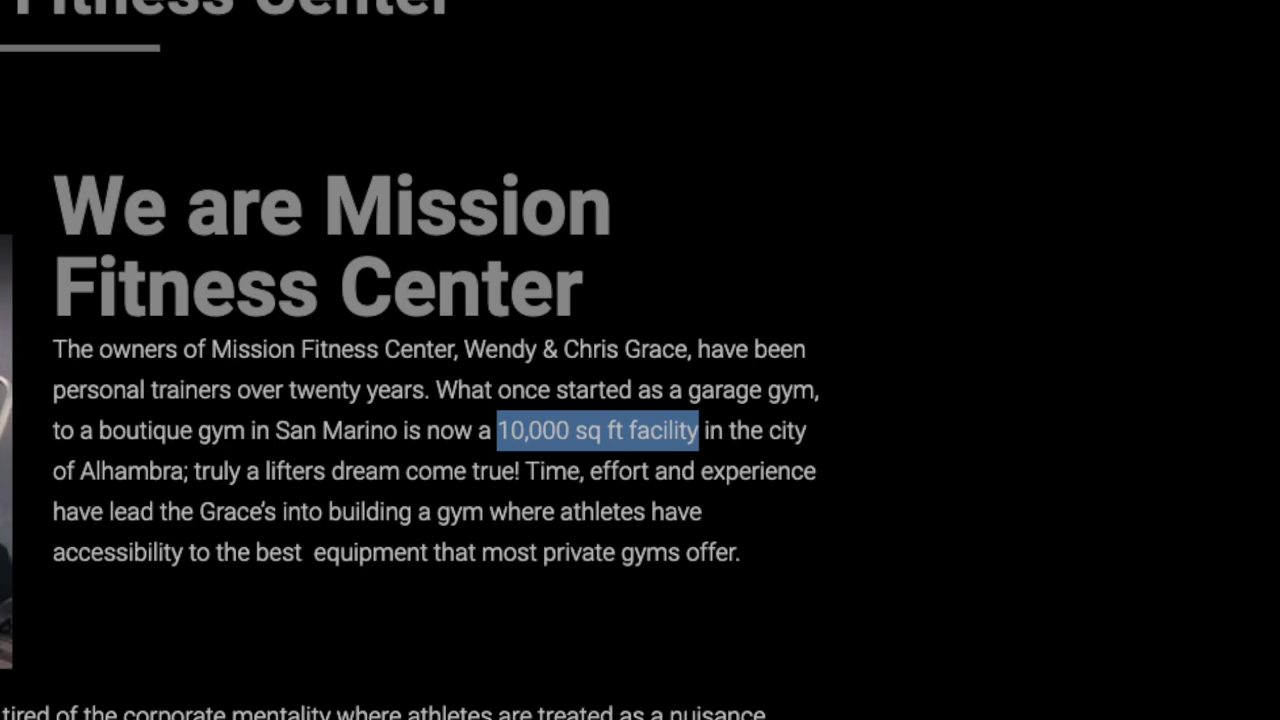 Fitness Center
We are Mission
Fitness Center
The owners of Mission Fitness Center, Wendy & Chris Grace, have been
personal trainers over twenty years. What once started as a garage gym,
to a boutique gym in San Marino is now a 10,000 sq ft facility in the city
of Alhambra; truly a lifters dream come true! Time, effort and experience
have lead the Grace’s into building a gym where athletes have
accessibility to the best  equipment that most private gyms offer.
tired of the corporate mentality where athletes are treated as a nuisance